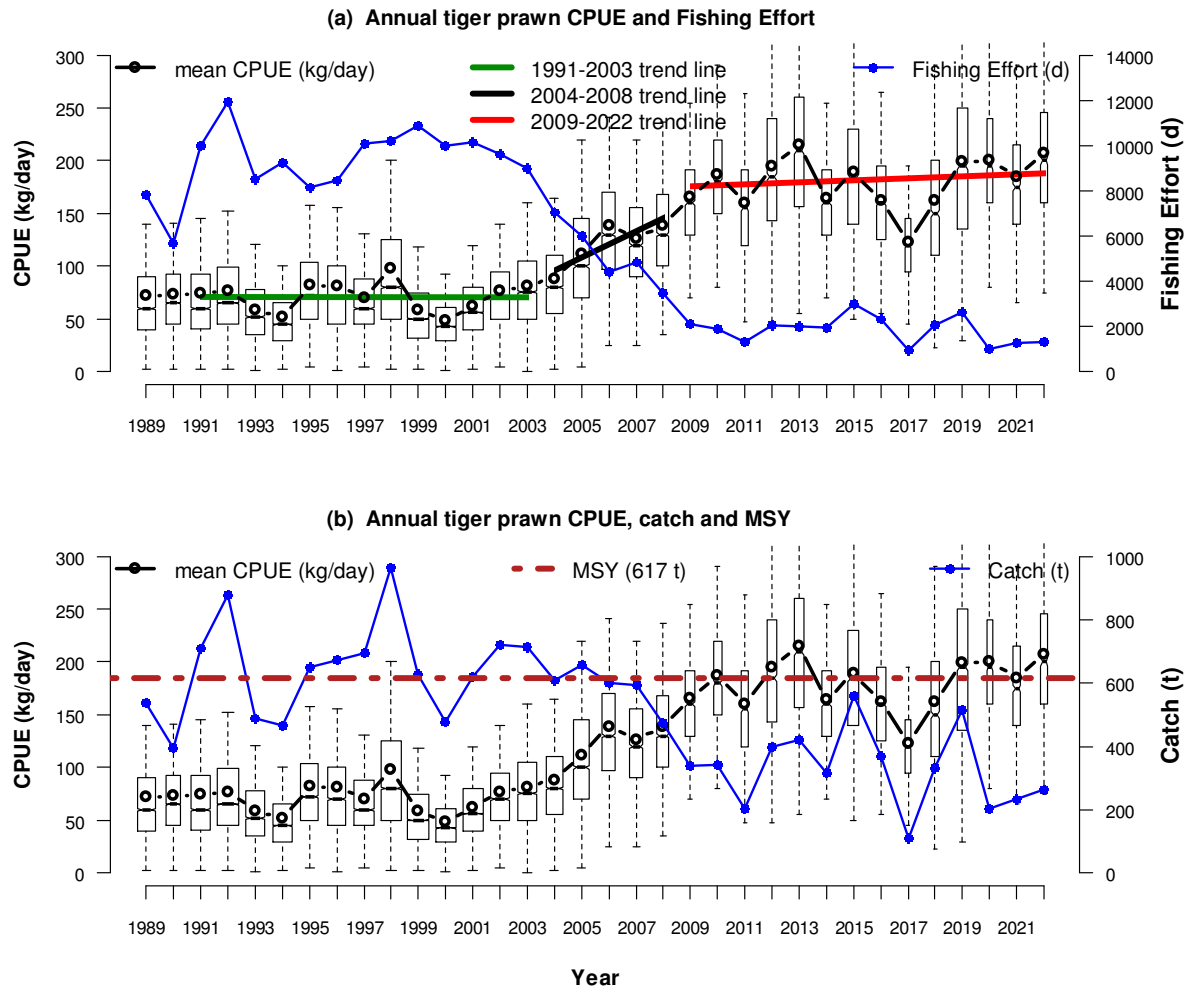 (a)  Annual tiger prawn CPUE and Fishing Effort
mean CPUE (kg/day)
1991-2003 trend line
2004-2008 trend line
2009-2022 trend line
Fishing Effort (d)
CPUE (kg/day)
300
250
200
150
100
50
0
14000
12000
10000
8000
6000
4000
2000
0
Fishing Effort (d)
1989 1991 1993 1995 1997 1999 2001 2003 2005 2007 2009 2011 2013 2015 2017 2019 2021
(b)  Annual tiger prawn CPUE, catch and MSY
mean CPUE (kg/day)
MSY (617 t)
Catch (t)
CPUE (kg/day)
300
250
200
150
100
50
0
1000
800
600
400
200
0
Catch (t)
1989 1991 1993 1995 1997 1999 2001 2003 2005 2007 2009 2011 2013 2015 2017 2019 2021
Year